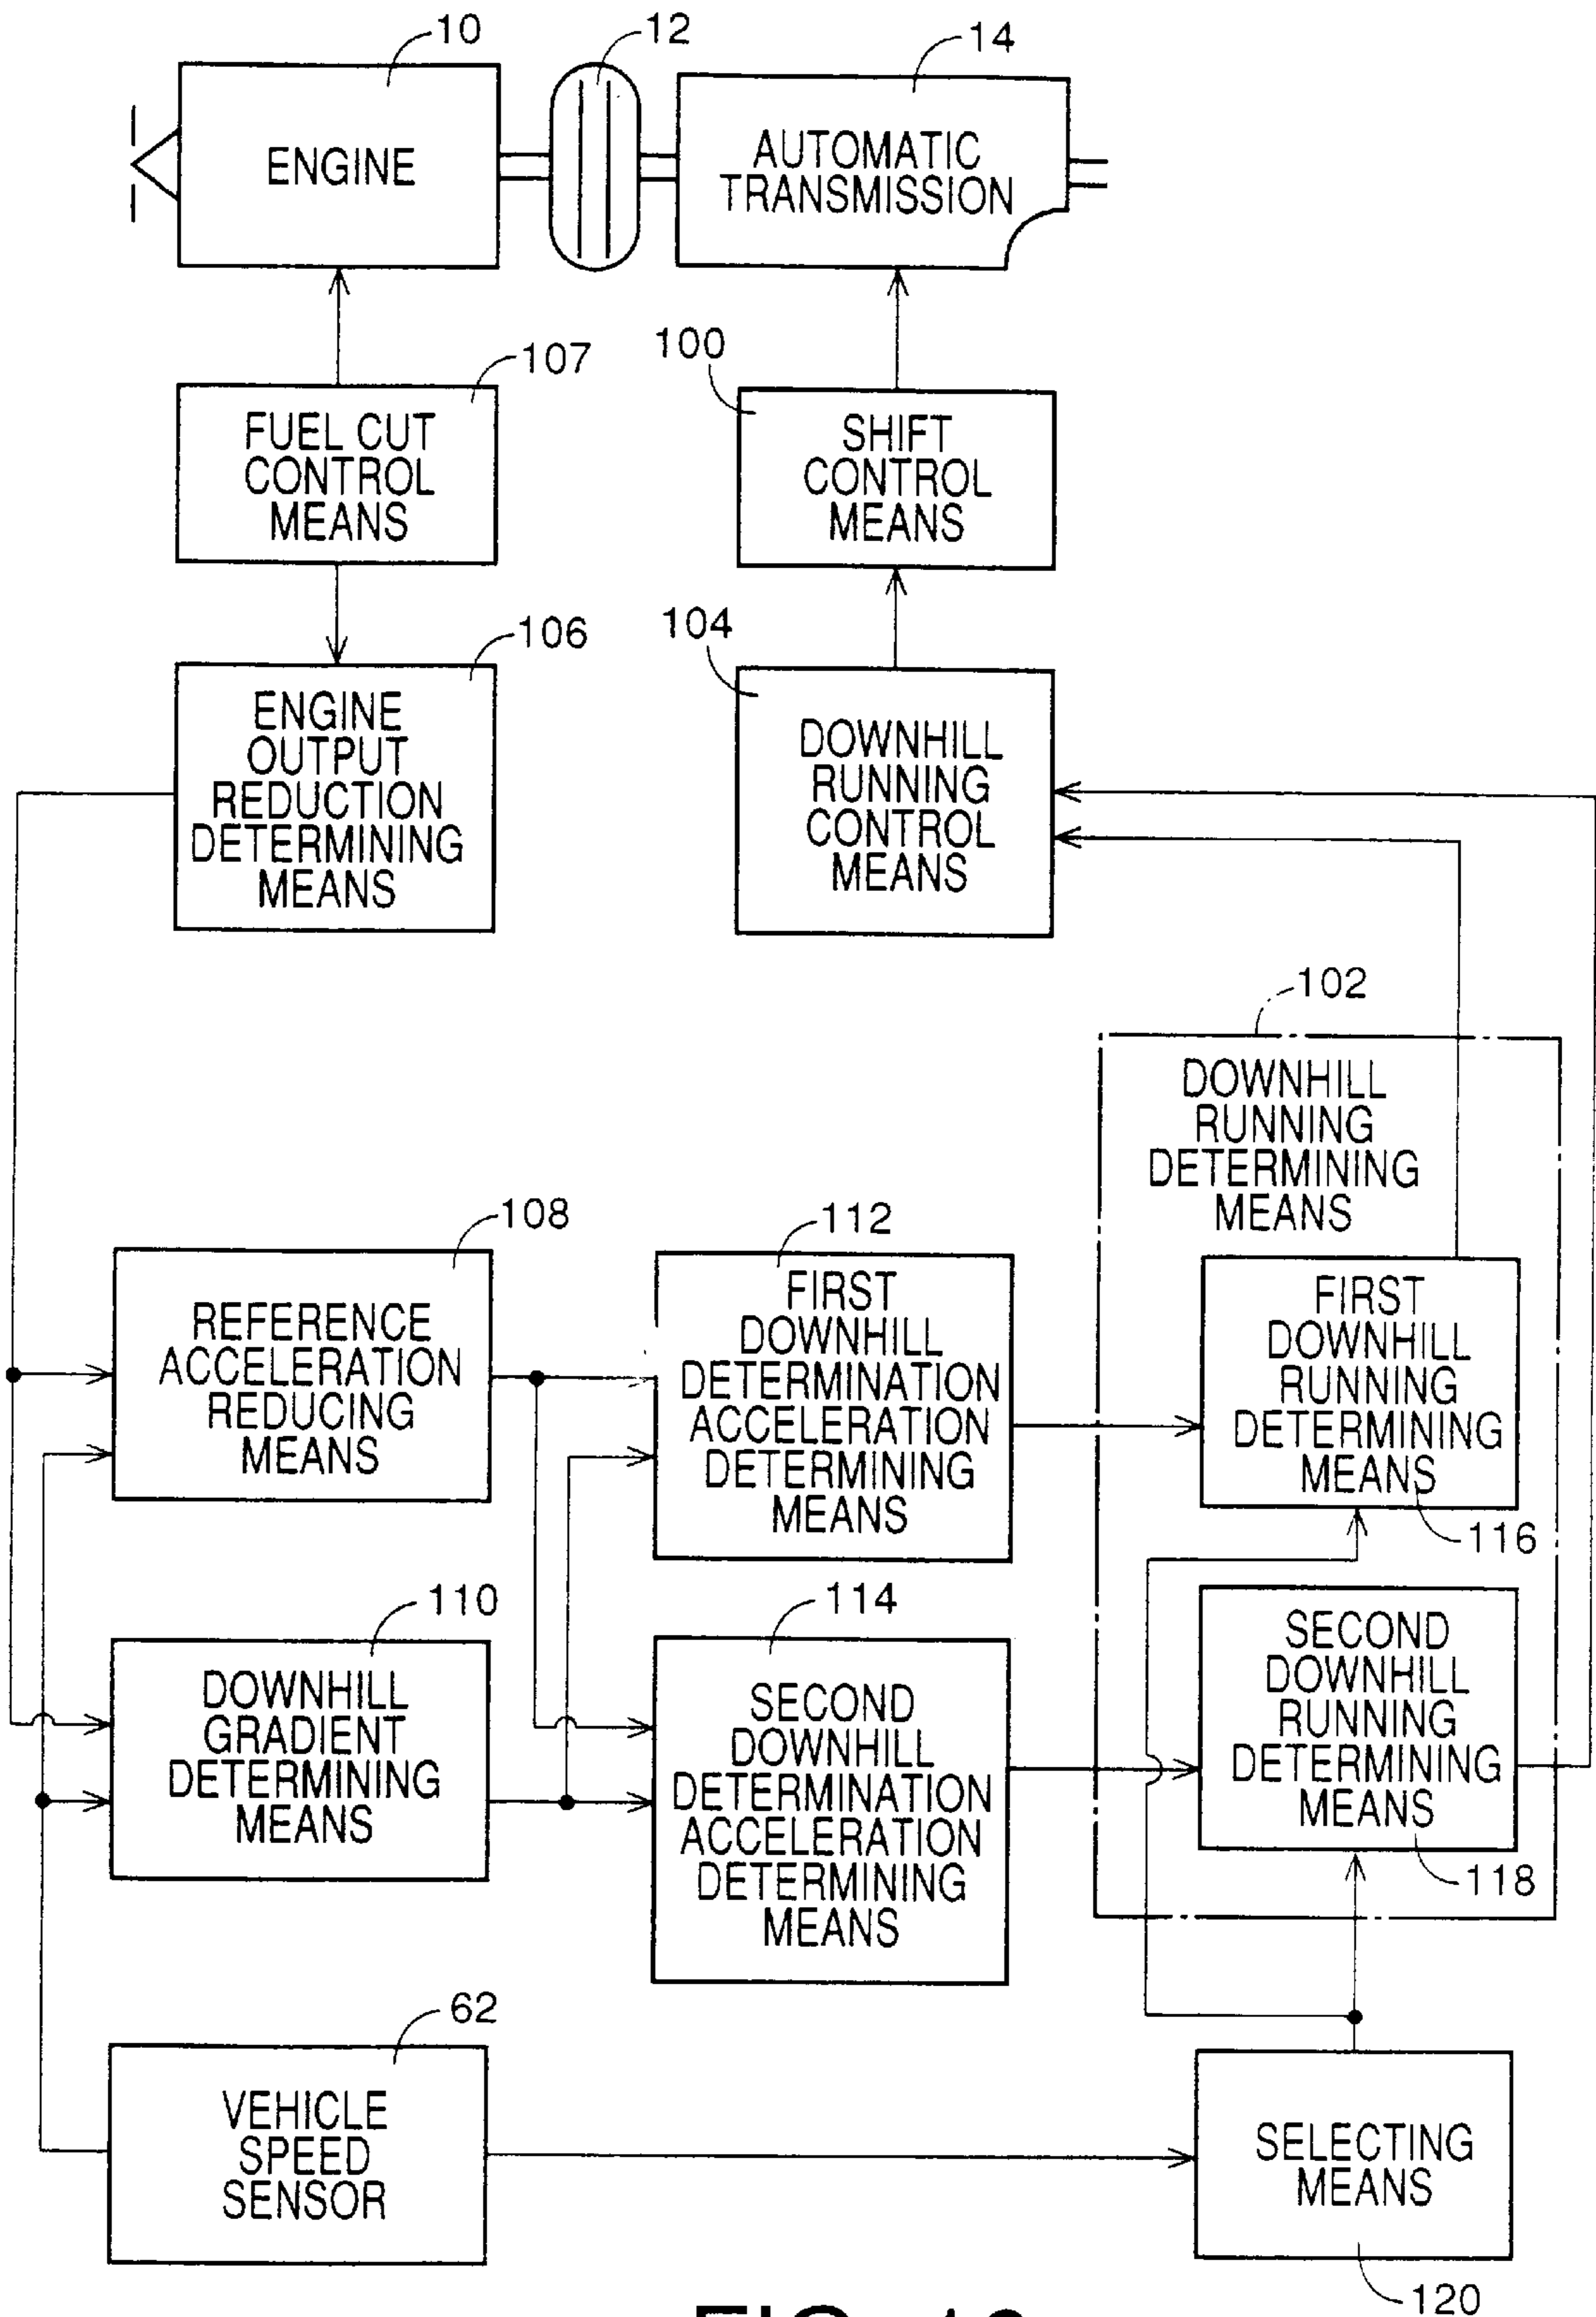 10
12
14
ENGINE
AUTOMATIC
TRANSMISSION
107
100
FUEL CUT
CONTROL
MEANS
SHIFT
CONTROL
MEANS
106
104
ENGINE
OUTPUT
REDUCTION
DETERMINING
MEANS
DOWNHILL
RUNNING
CONTROL
MEANS
102
DOWNHILL
RUNNING
DETERMINING
MEANS
108
REFERENCE
ACCELERATION
REDUCING
MEANS
112
FIRST
DOWNHILL
DETERMINATION
ACCELERATION
DETERMINING
MEANS
FIRST
DOWNHILL
RUNNING
DETERMINING
MEANS
116
110
DOWNHILL
GRADIENT
DETERMINING
MEANS
114
SECOND
DOWNHILL
DETERMINATION
ACCELERATION
DETERMINING
MEANS
SECOND
DOWNHILL
RUNNING
DETERMINING
MEANS
118
62
VEHICLE
SPEED
SENSOR
SELECTING
MEANS
120